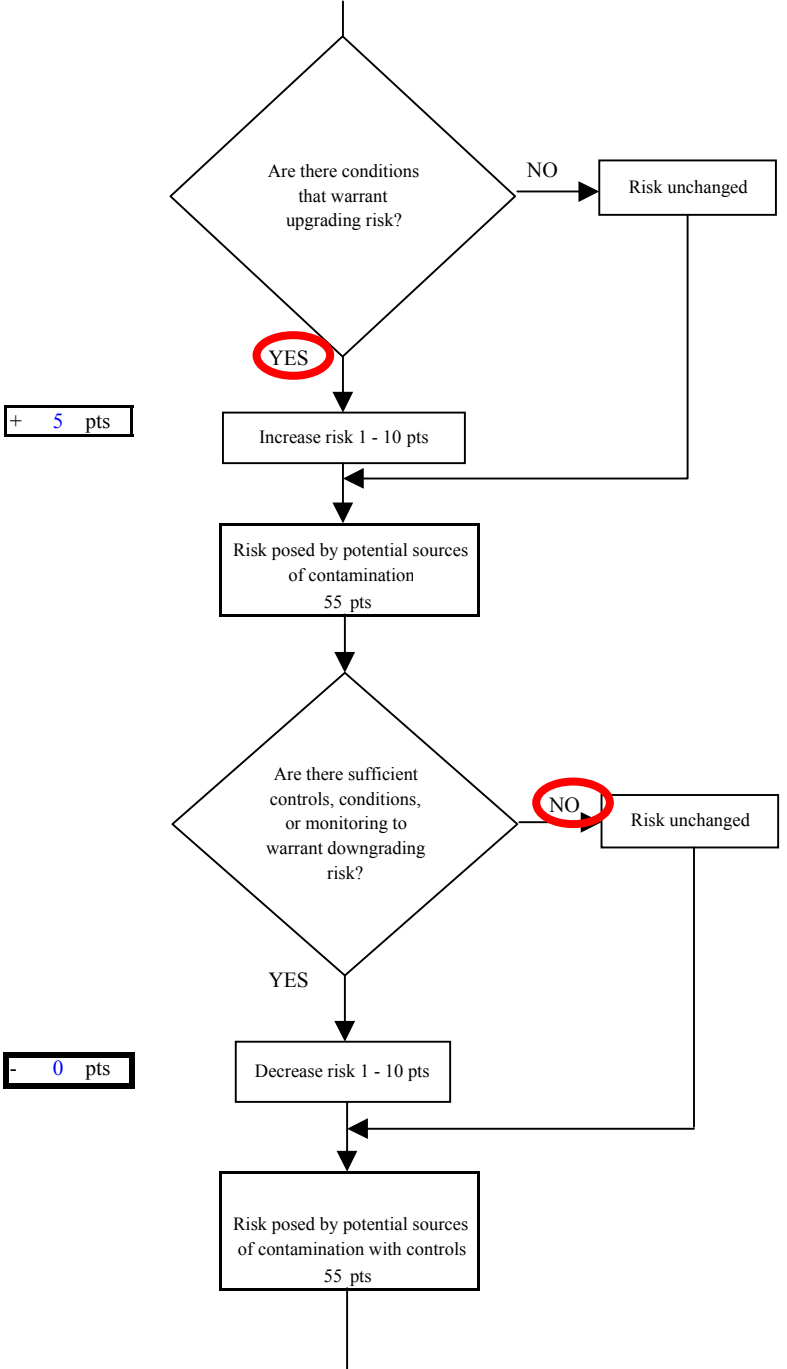 Are there conditions
that warrant
upgrading risk?
NO
Risk unchanged
YES
+ 5 pts
Increase risk 1 - 10 pts
Risk posed by potential sources
of contamination
55 pts
Are there sufficient
controls, conditions,
or monitoring to
warrant downgrading
risk?
NO
Risk unchanged
YES
- 0 pts
Decrease risk 1 - 10 pts
Risk posed by potential sources
of contamination with controls
55 pts